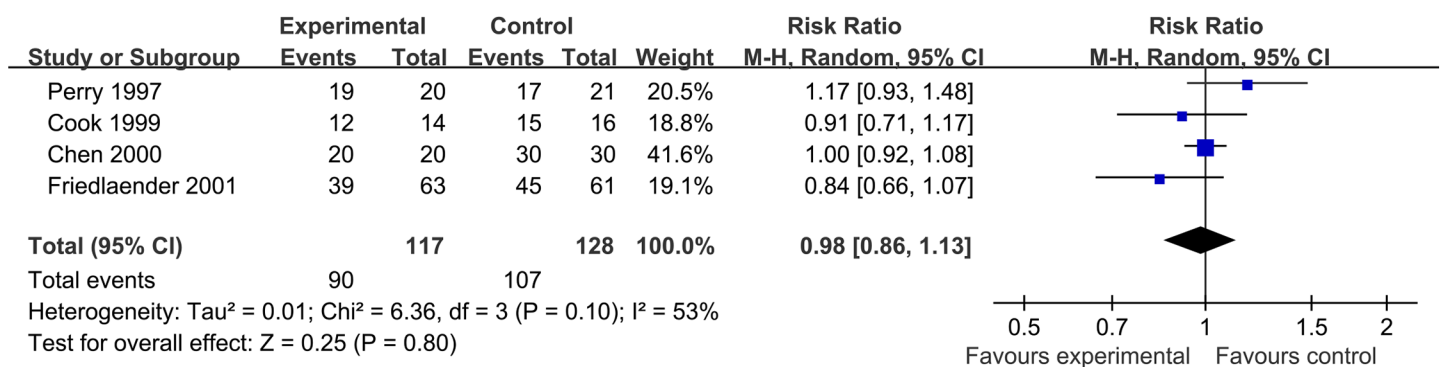 Experimental Control Risk Ratio Risk Ratio
Study or Subgroup Events Total Events Total Weight M-H, Random, 95% CI M-H, Random, 95% CI
Perry 1997 19 20 17 21 20.5% 1.17 [0.93, 1.48]
Cook 1999 12 14 15 16 18.8% 0.91 [0.71, 1.17]
Chen 2000 20 20 30 30 41.6% 1.00 [0.92, 1.08]
Friedlaender 2001 39 63 45 61 19.1% 0.84 [0.66, 1.07]
Total (95% CI) 117 128 100.0% 0.98 [0.86, 1.13]
Total events 90 107
Heterogeneity: Tau² = 0.01; Chi² = 6.36, df = 3 (P = 0.10); I² = 53%
Test for overall effect: Z = 0.25 (P = 0.80)
0.5 0.7 1 1.5 2
Favours experimental Favours control